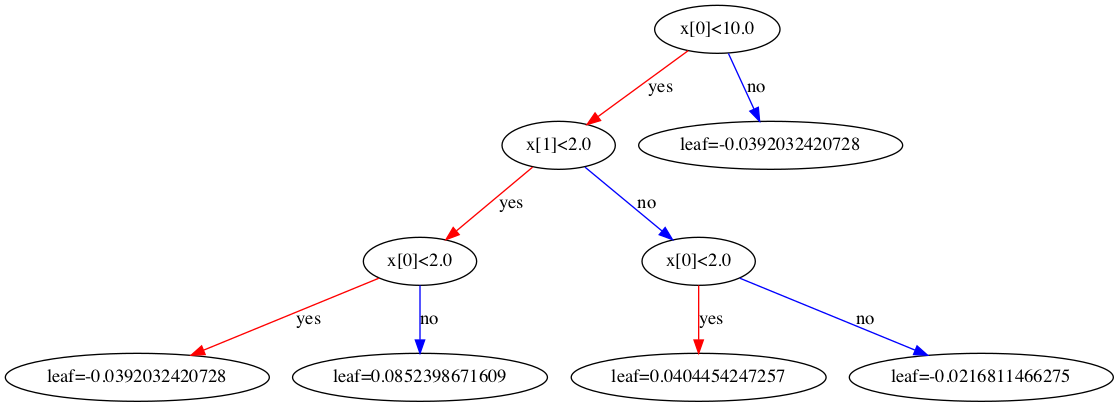 x[0]<10.0
yes
no
x[1]<2.0
leaf=-0.0392032420728
yes
no
x[0]<2.0
x[0]<2.0
yes
no
yes
no
leaf=-0.0392032420728
leaf=0.0852398671609
leaf=0.0404454247257
leaf=-0.0216811466275